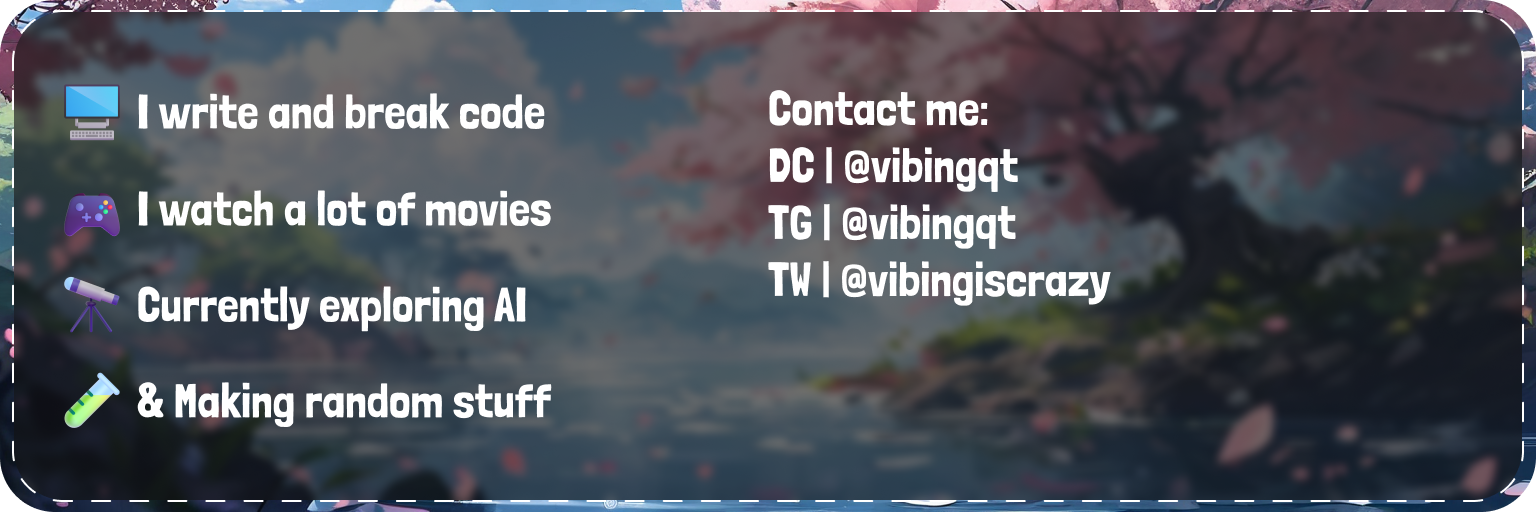 I write and break code
I watch a lot of movies
Currently exploring AI
& Making random stuff
Contact me:
DC | @vibingqt
TG | @vibingqt
TW | @vibingiscrazy